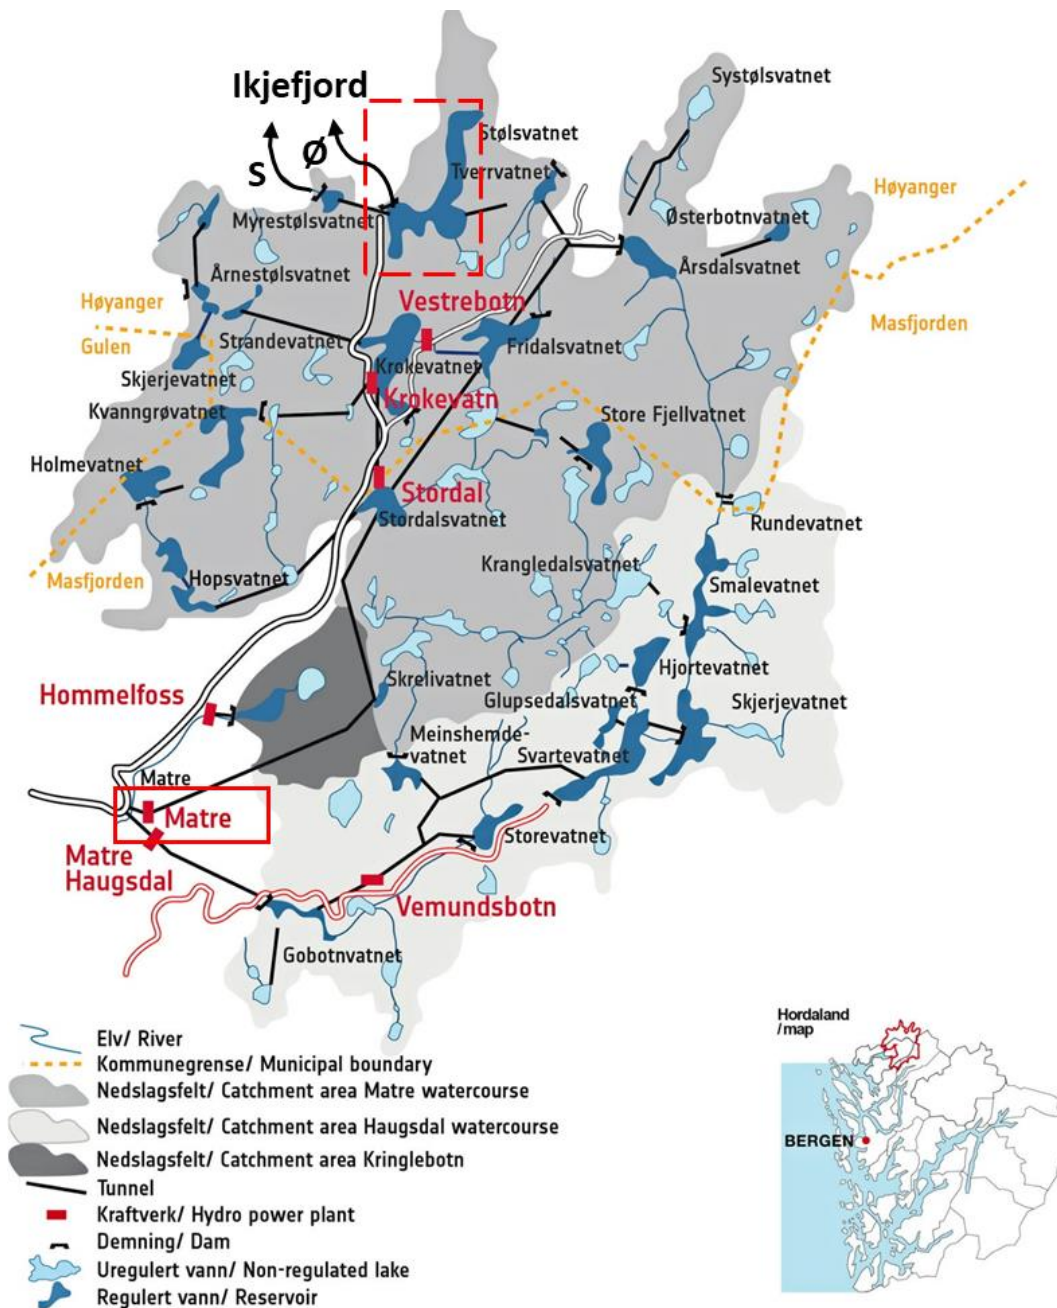 Ikjefjord
S
Ø
Systølsvatnet
Stølsvatnet
Tverrvatnet
Høyanger
Myrestølsvatnet
Østerbotnvatnet
Årnestølsvatnet
Årsdalsvatnet
Høyanger
Vestrebotn
Masfjorden
Gulen
Strandevatnet
Fridalsvatnet
Skjerjevatnet
Krokevatnet
Krokevatn
Kvanngrøvatnet
Store Fjellvatnet
Holmevatnet
Stordal
Stordalsvatnet
Rundevatnet
Krangledalsvatnet
Masfjorden
Hopsvatnet
Smalevatnet
Hjortevatnet
Skrelivatnet
Hommelfoss
Glupsedalsvatnet
Skjerjevatnet
Meinshemde-
vatnet
Svartevatnet
Matre
Matre
Storevatnet
Matre
Haugsdal
Vemundsbotn
Gobotnvatnet
Elv/ River
Kommunegrense/ Municipal boundary
Nedslagsfelt/ Catchment area Matre watercourse
Nedslagsfelt/ Catchment area Haugsdal watercourse
Nedslagsfelt/ Catchment area Kringlebotn
Tunnel
Kraftverk/ Hydro power plant
Demning/ Dam
Uregulert vann/ Non-regulated lake
Regulert vann/ Reservoir
Hordaland
/map
BERGEN